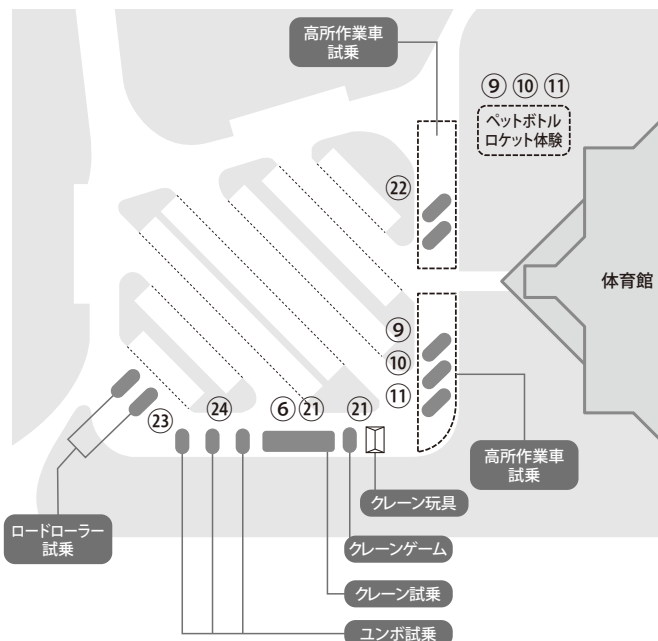 高所作業車
試乗
⑨ ⑩ ⑪
ペットボトル
ロケット体験
㉒
体育館
⑨
⑩
⑪
㉓
㉔
⑥ ㉑
㉑
高所作業車
試乗
クレーン玩具
ロードローラー
試乗
クレーンゲーム
クレーン試乗
ユンボ試乗